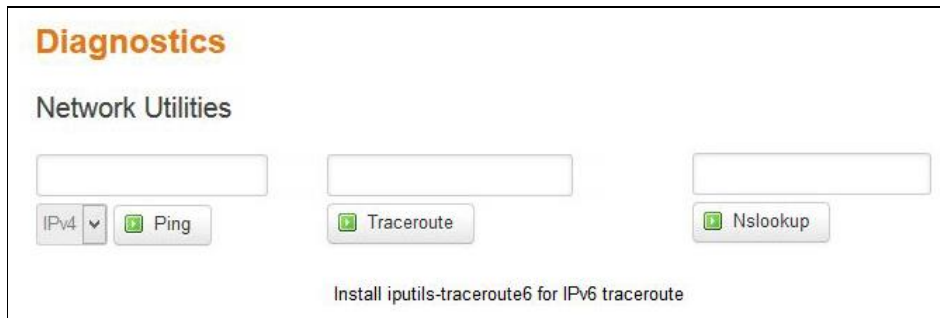 Diagnostics
Network Utilities
IPv4 Ping Traceroute Nslookup
Install iputils-traceroute6 for IPv6 traceroute